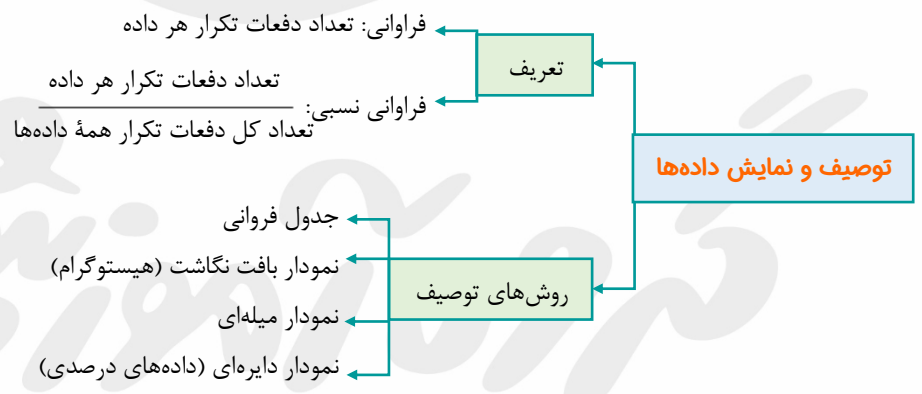 توصیف و نمایش داده‌ها
تعریف
فراوانی: تعداد دفعات تکرار هر داده
فراوانی نسبی: تعداد دفعات تکرار هر داده
تعداد کل دفعات تکرار همۀ داده‌ها
روش‌های توصیف
جدول فروانی
نمودار بافت نگاشت (هیستوگرام)
نمودار میله‌ای
نمودار دایره‌ای (داده‌های درصدی)